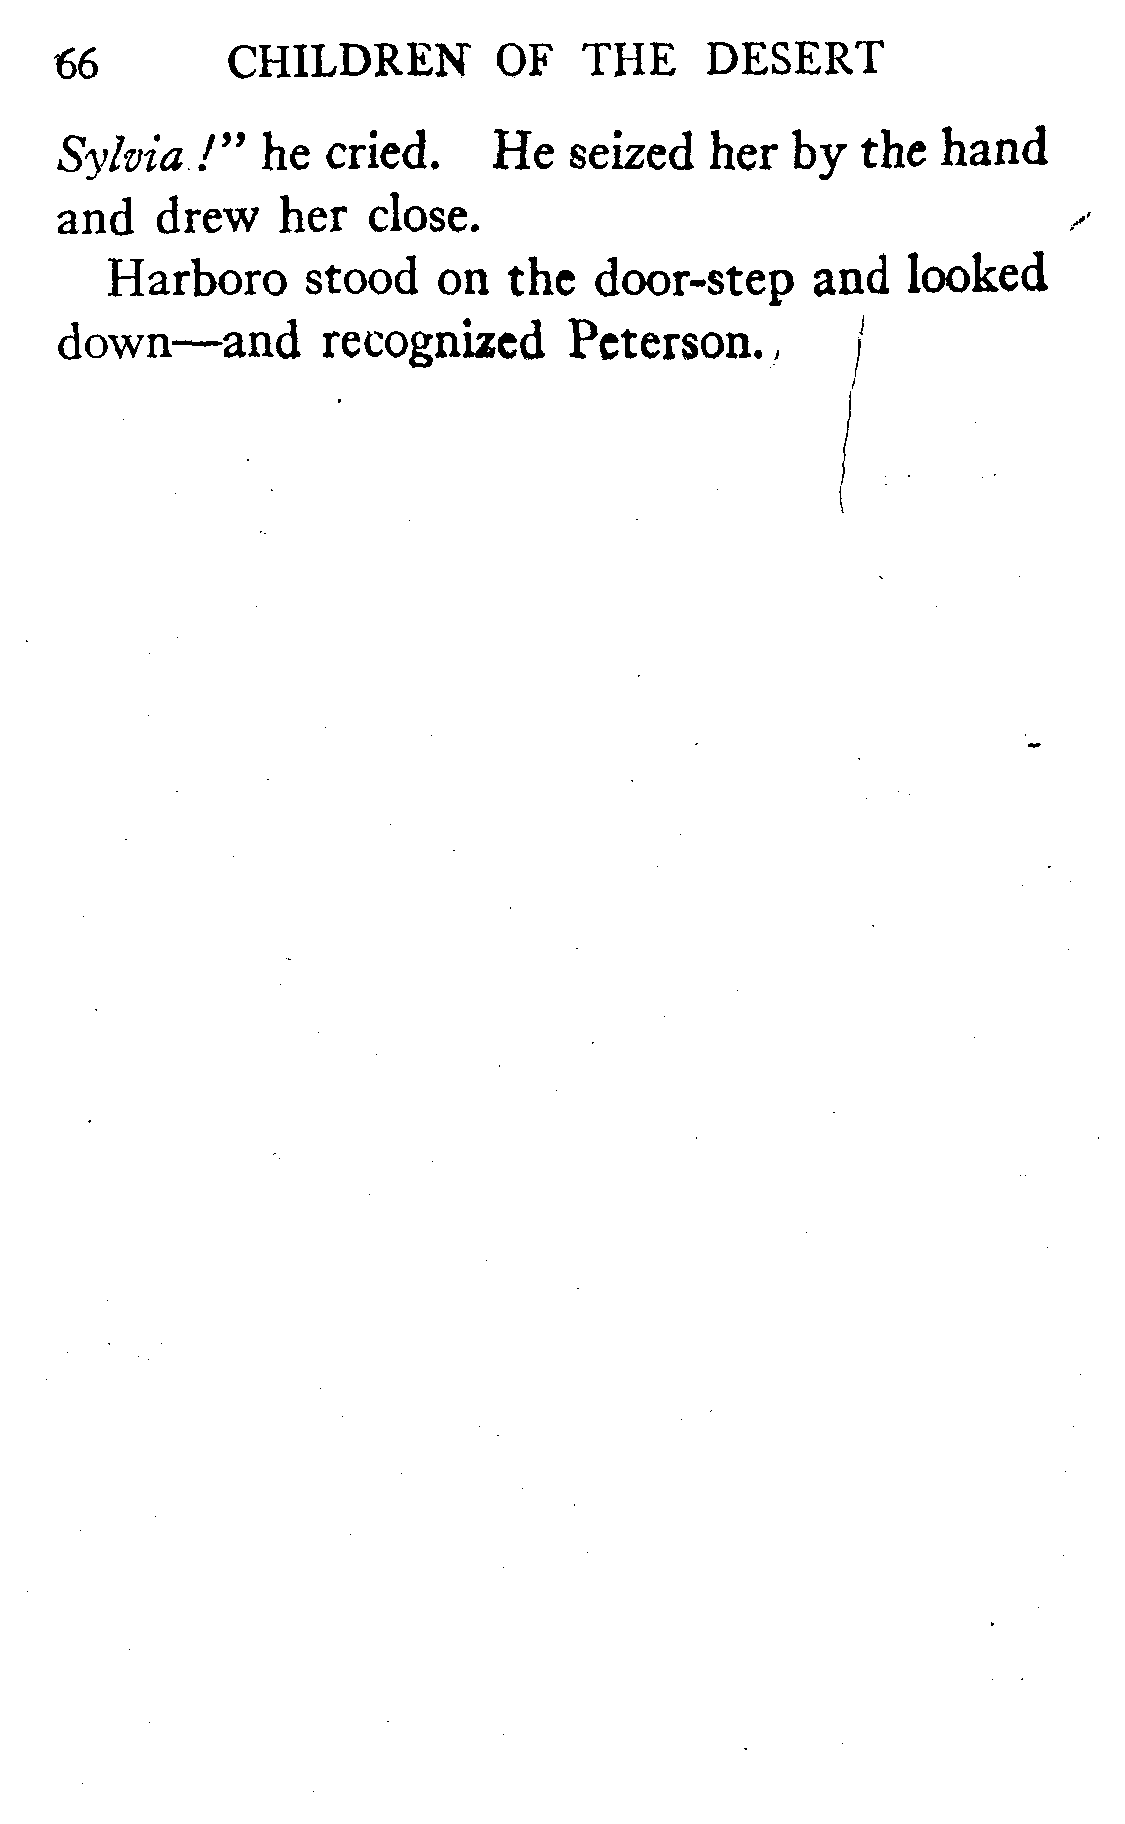 66 CHILDREN OF THE DESERT
Sylvia!" he cried. He seized her by the hand
and drew her close.
Harboro stood on the door-step and looked
down—and recognized Peterson.